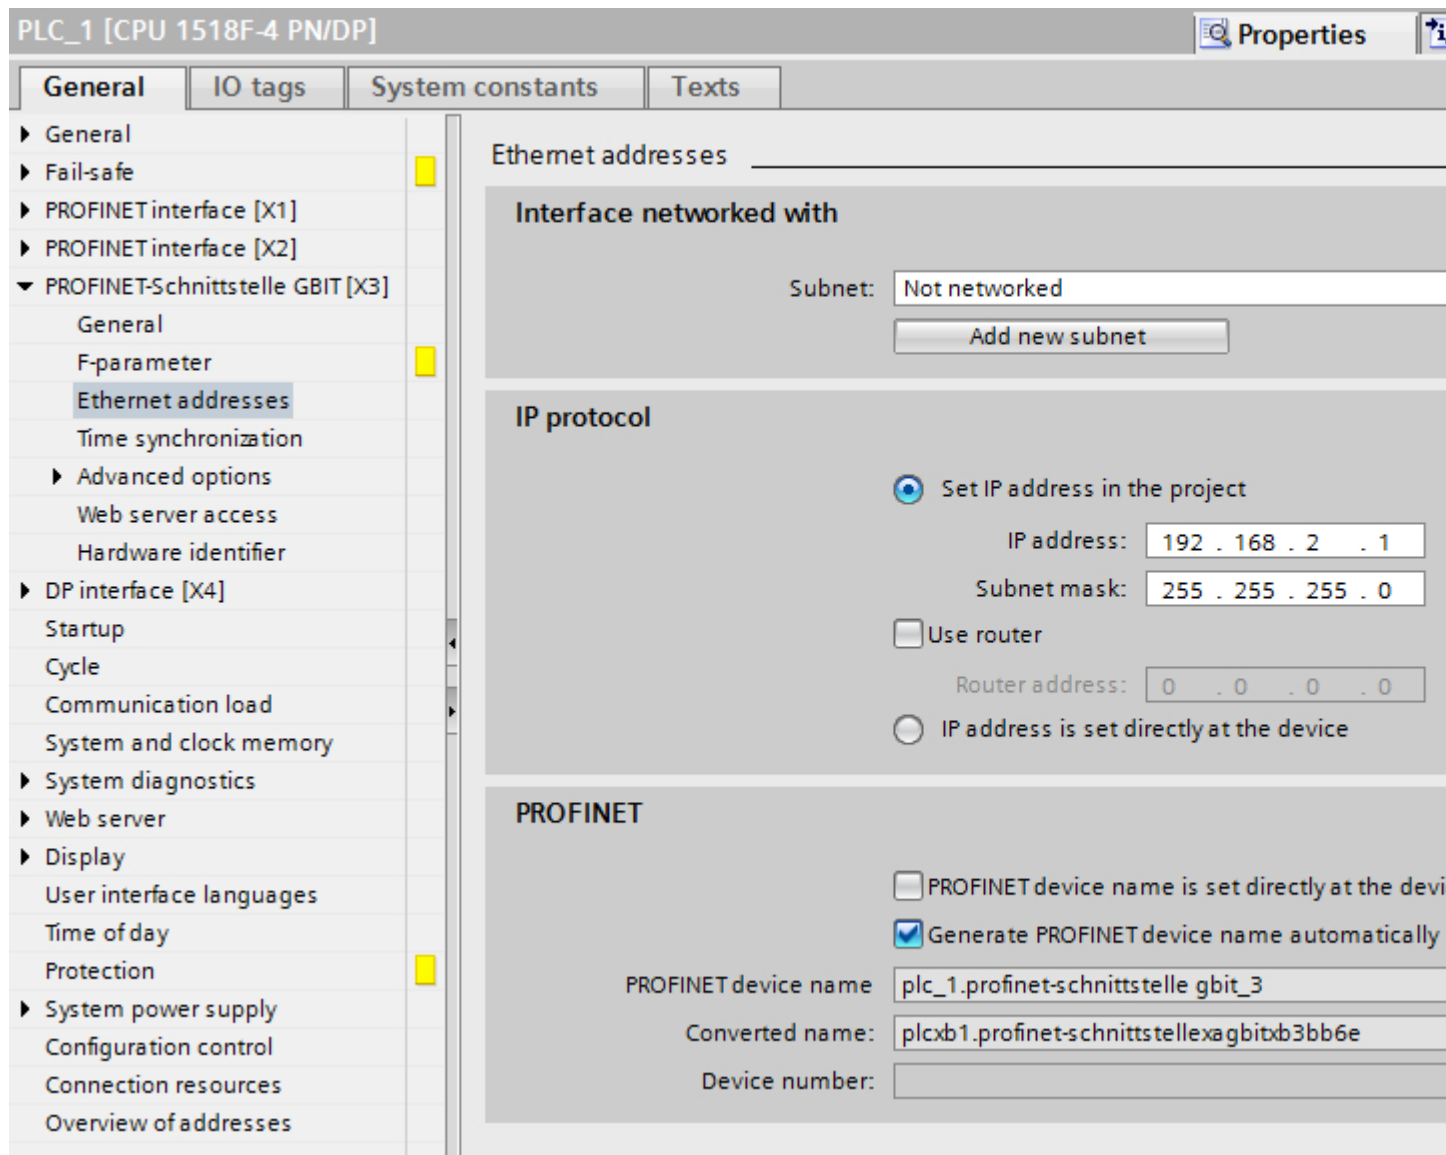 PLC_1 [CPU 1518F-4 PN/DP]
Properties
General
IO tags
System constants
Texts
General
Fail-safe
PROFINET interface [X1]
PROFINET interface [X2]
PROFINET-Schnittstelle GBIT [X3]
General
F-parameter
Ethernet addresses
Time synchronization
Advanced options
Web server access
Hardware identifier
DP interface [X4]
Startup
Cycle
Communication load
System and clock memory
System diagnostics
Web server
Display
User interface languages
Time of day
Protection
System power supply
Configuration control
Connection resources
Overview of addresses
Ethernet addresses
Interface networked with
Subnet: Not networked
Add new subnet
IP protocol
Set IP address in the project
IP address: 192 . 168 . 2 . 1
Subnet mask: 255 . 255 . 255 . 0
Use router
Router address: 0 . 0 . 0 . 0
IP address is set directly at the device
PROFINET
PROFINET device name is set directly at the devi
Generate PROFINET device name automatically
PROFINET device name plc_1.profinet-schnittstelle gbit_3
Converted name: plcxb1.profinet-schnittstellexagbitxb3bb6e
Device number: